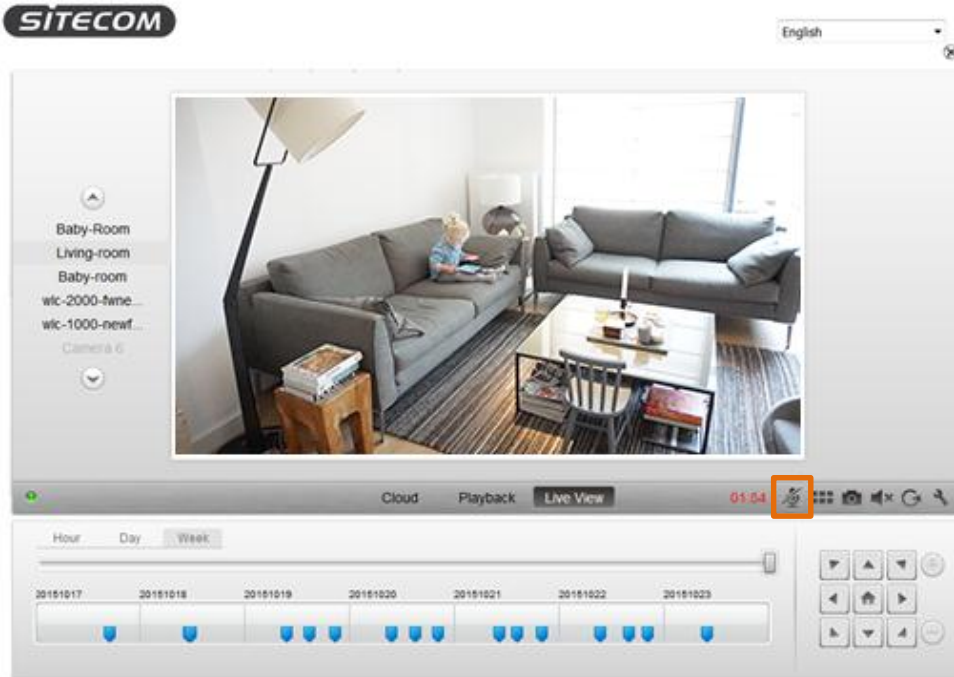 SITECOM
English
Baby-Room
Living-room
Baby-room
wlc-2000-fwne...
wlc-1000-newf...
Camera 6
Cloud Playback Live View 01:54
Hour Day Week
20151017 20151018 20151019 20151020 20151021 20151022 20151023